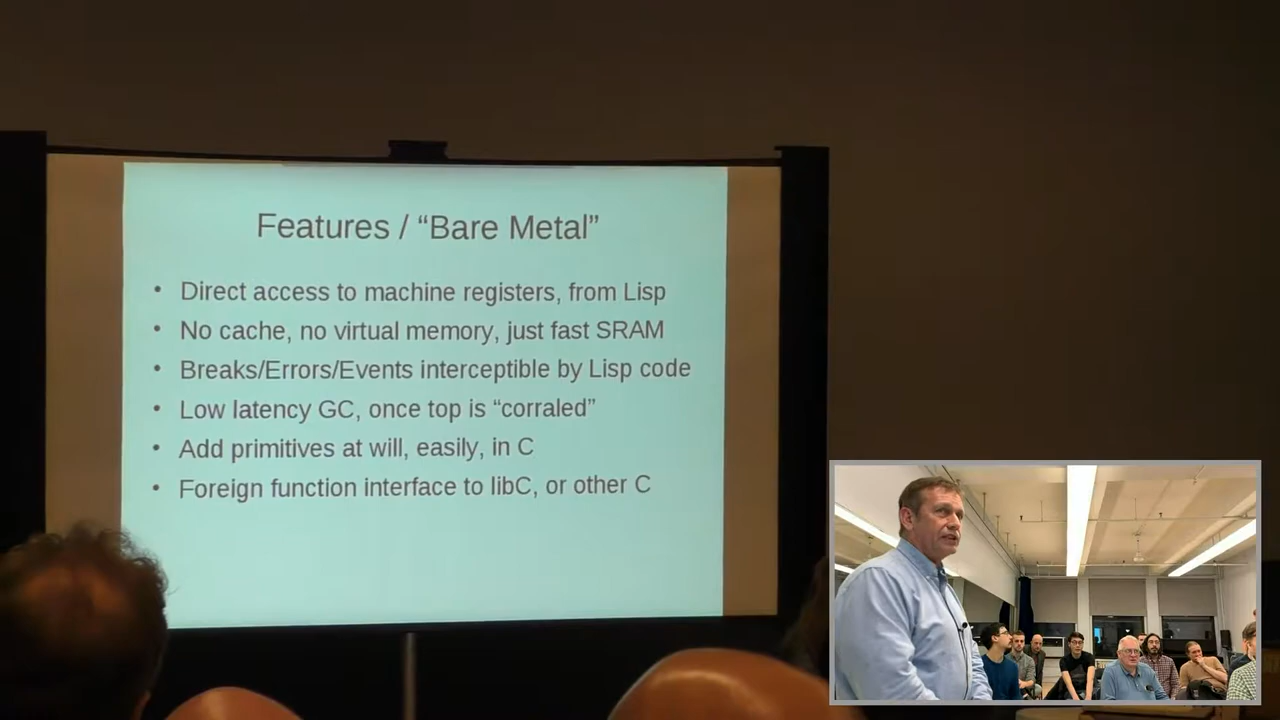 Features / “Bare Metal”
• Direct access to machine registers, from Lisp
• No cache, no virtual memory, just fast SRAM
• Breaks/Errors/Events interceptible by Lisp code
• Low latency GC, once top is “corraled”
• Add primitives at will, easily, in C
• Foreign function interface to libC, or other C